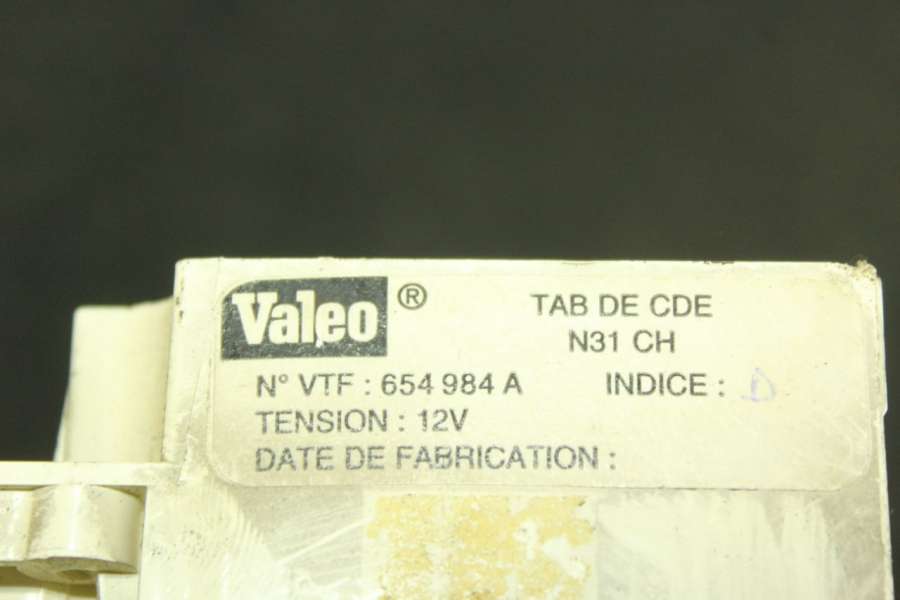 Valeo ® TAB DE CDE
N31 CH
N° VTF : 654 984 A INDICE : D
TENSION : 12V
DATE DE FABRICATION :